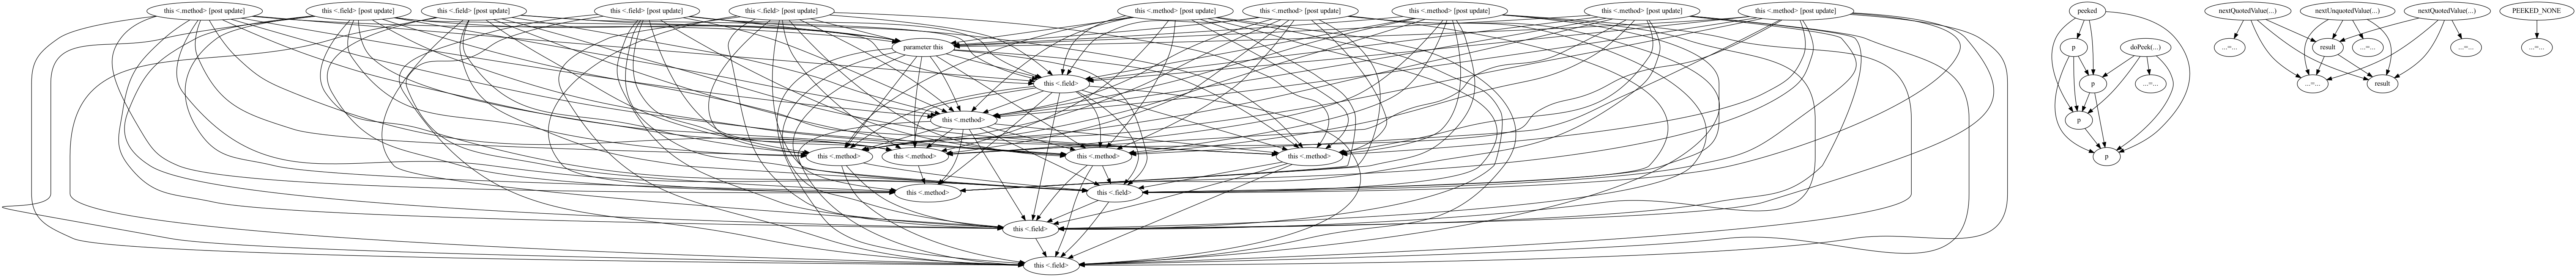 this <.method> [post update]
this <.field> [post update]
this <.field> [post update]
this <.field> [post update]
this <.field> [post update]
this <.method> [post update]
this <.method> [post update]
this <.method> [post update]
this <.method> [post update]
this <.method> [post update]
peeked
nextQuotedValue(...)
nextUnquotedValue(...)
nextQuotedValue(...)
PEEKED_NONE
parameter this
p
doPeek(...)
...=...
result
...=...
...=...
...=...
this <.field>
p
...=...
...=...
result
this <.method>
p
this <.method>
this <.method>
this <.method>
this <.method>
p
this <.method>
this <.field>
this <.field>
this <.field>